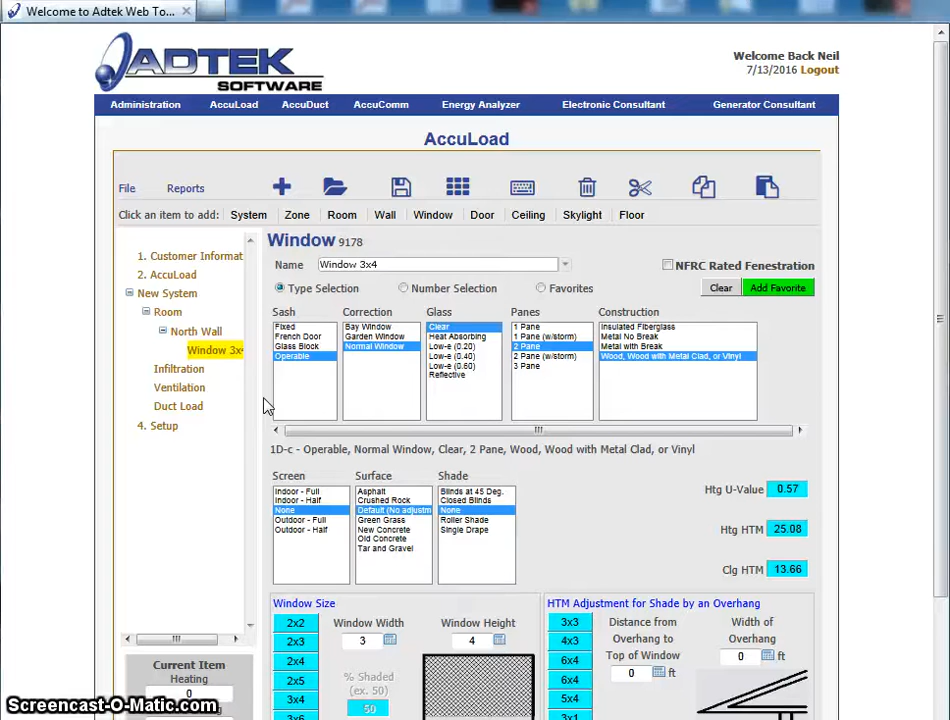 Welcome to Adtek Web To...
ADTEK
SOFTWARE
Welcome Back Neil
7/13/2016 Logout
Administration AccuLoad AccuDuct AccuComm Energy Analyzer Electronic Consultant Generator Consultant
AccuLoad
File Reports
Click an item to add: System Zone Room Wall Window Door Ceiling Skylight Floor
1. Customer Informat
2. AccuLoad
New System
Room
North Wall
Window 3x
Infiltration
Ventilation
Duct Load
4. Setup
Window 9178
Name Window 3x4 NFRC Rated Fenestration
Type Selection Number Selection Favorites Clear Add Favorite
Sash Correction Glass Panes Construction
Fixed Bay Window Clear 1 Pane Insulated Fiberglass
French Door Garden Window Heat Absorbing 1 Pane (w/storm) Metal No Break
Glass Block Normal Window Low-e (0.20) 2 Pane Metal with Break
Operable Low-e (0.40) 2 Pane (w/storm) Wood, Wood with Metal Clad, or Vinyl
Low-e (0.60) 3 Pane
Reflective
1D-c - Operable, Normal Window, Clear, 2 Pane, Wood, Wood with Metal Clad, or Vinyl
Screen Surface Shade
Indoor - Full Asphalt Blinds at 45 Deg.
Indoor - Half Crushed Rock Closed Blinds
None Default (No adjustm None
Outdoor - Full Green Grass Roller Shade
Outdoor - Half New Concrete Single Drape
Old Concrete
Tar and Gravel
Htg U-Value 0.57
Htg HTM 25.08
Clg HTM 13.66
Window Size HTM Adjustment for Shade by an Overhang
2x2
2x3
2x4
2x5
3x4
3x6
Window Width
3
% Shaded
(ex. 50)
50
Window Height
4
3x3
4x3
6x4
6x4
5x4
3x1
Distance from
Overhang to
Top of Window
0 ft
Width of
Overhang
0 ft
Current Item
Heating
0
Screencast-O-Matic.com